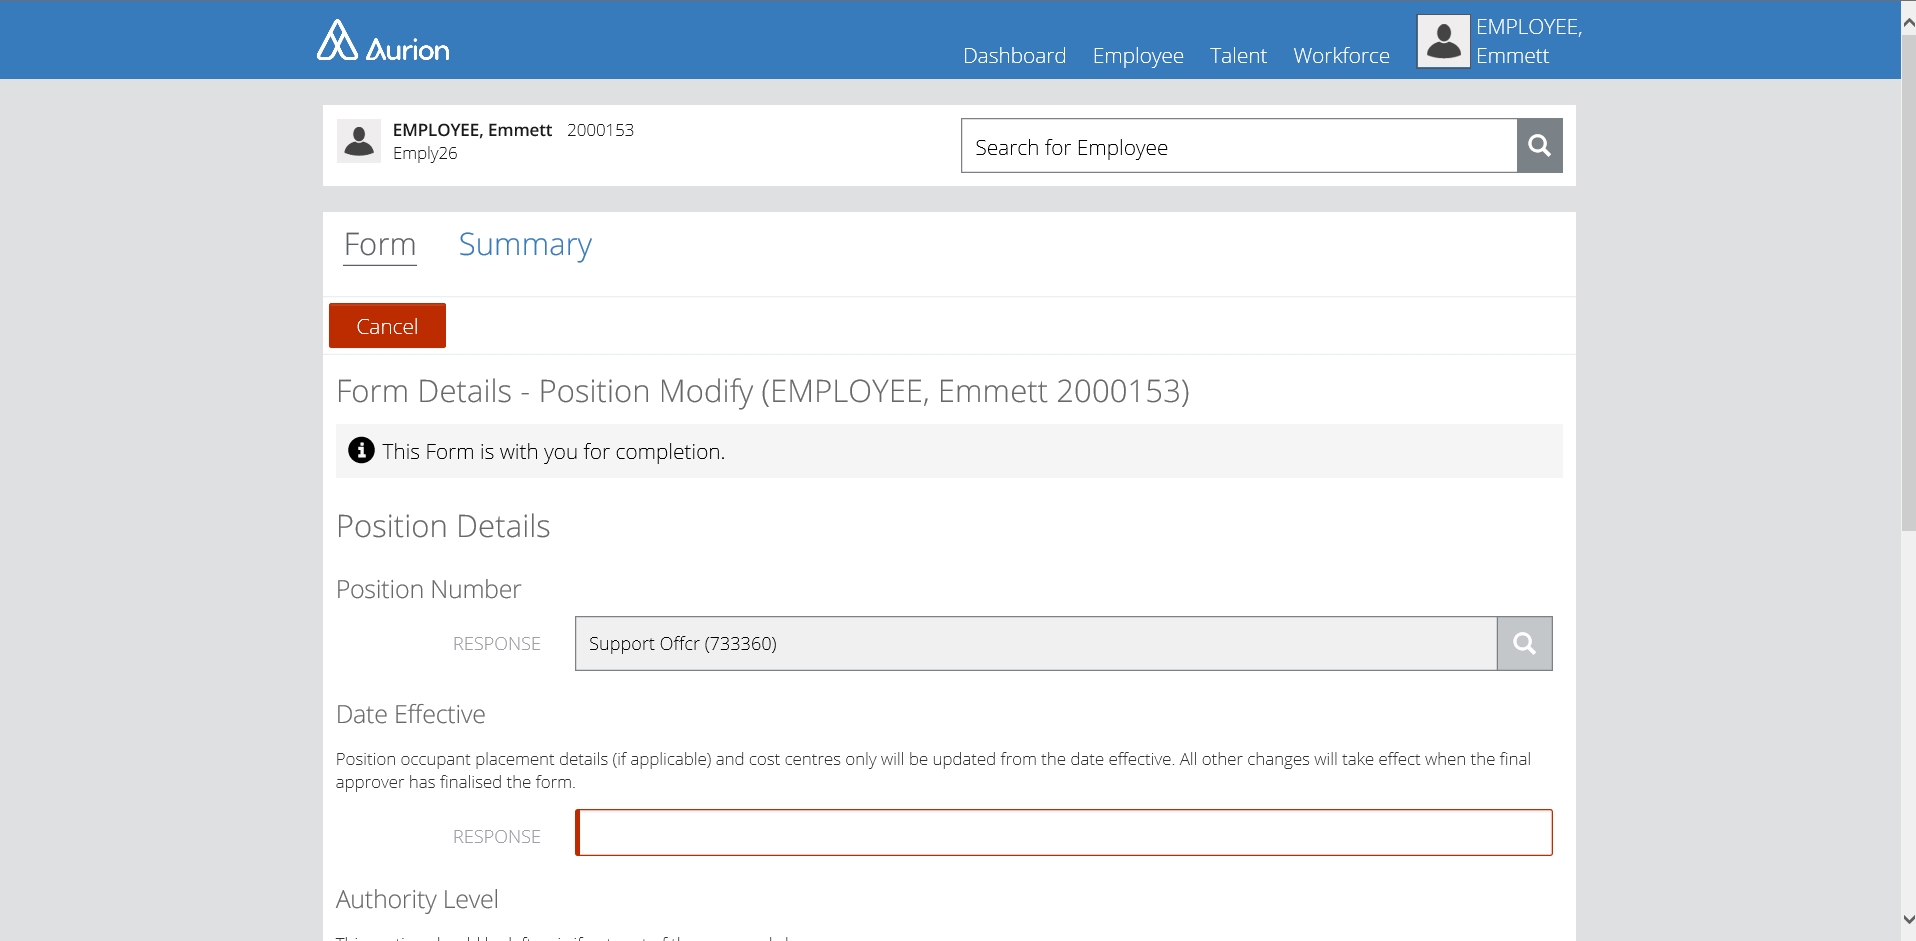 Aurion
Dashboard Employee Talent Workforce
EMPLOYEE,
Emmett
EMPLOYEE, Emmett 2000153
Emply26
Search for Employee
Form Summary
Cancel
Form Details - Position Modify (EMPLOYEE, Emmett 2000153)
This Form is with you for completion.
Position Details
Position Number
RESPONSE Support Offcr (733360)
Date Effective
Position occupant placement details (if applicable) and cost centres only will be updated from the date effective. All other changes will take effect when the final
approver has finalised the form.
RESPONSE
Authority Level